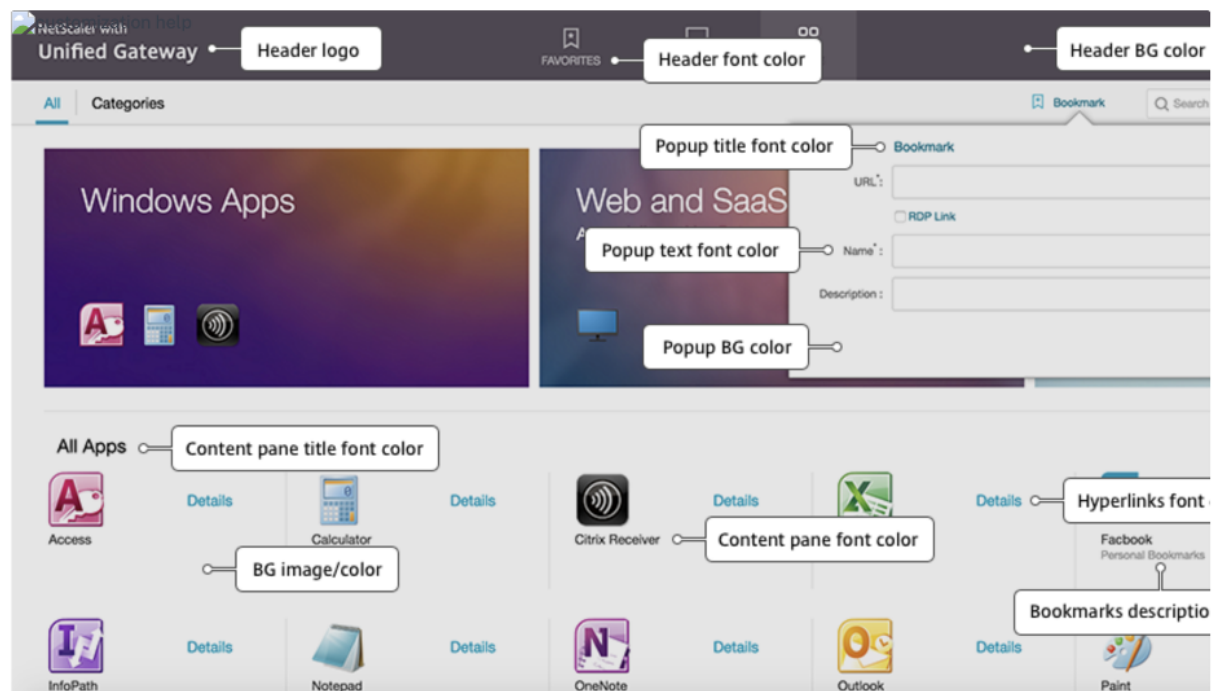 customization help
NetScaler with
Unified Gateway
Header logo
FAVORITES
Header font color
Header BG color
All
Categories
Bookmark
Search
Popup title font color
Bookmark
URL*:
RDP Link
Windows Apps
Web and SaaS
A
Popup text font color
Name* :
Description :
Popup BG color
All Apps
Content pane title font color
Details
Details
Details
Details
Hyperlinks font
Access
Calculator
Citrix Receiver
Content pane font color
Facbook
Personal Bookmarks
BG image/color
Bookmarks descriptio
Details
Details
Details
Details
InfoPath
Notepad
OneNote
Outlook
Paint